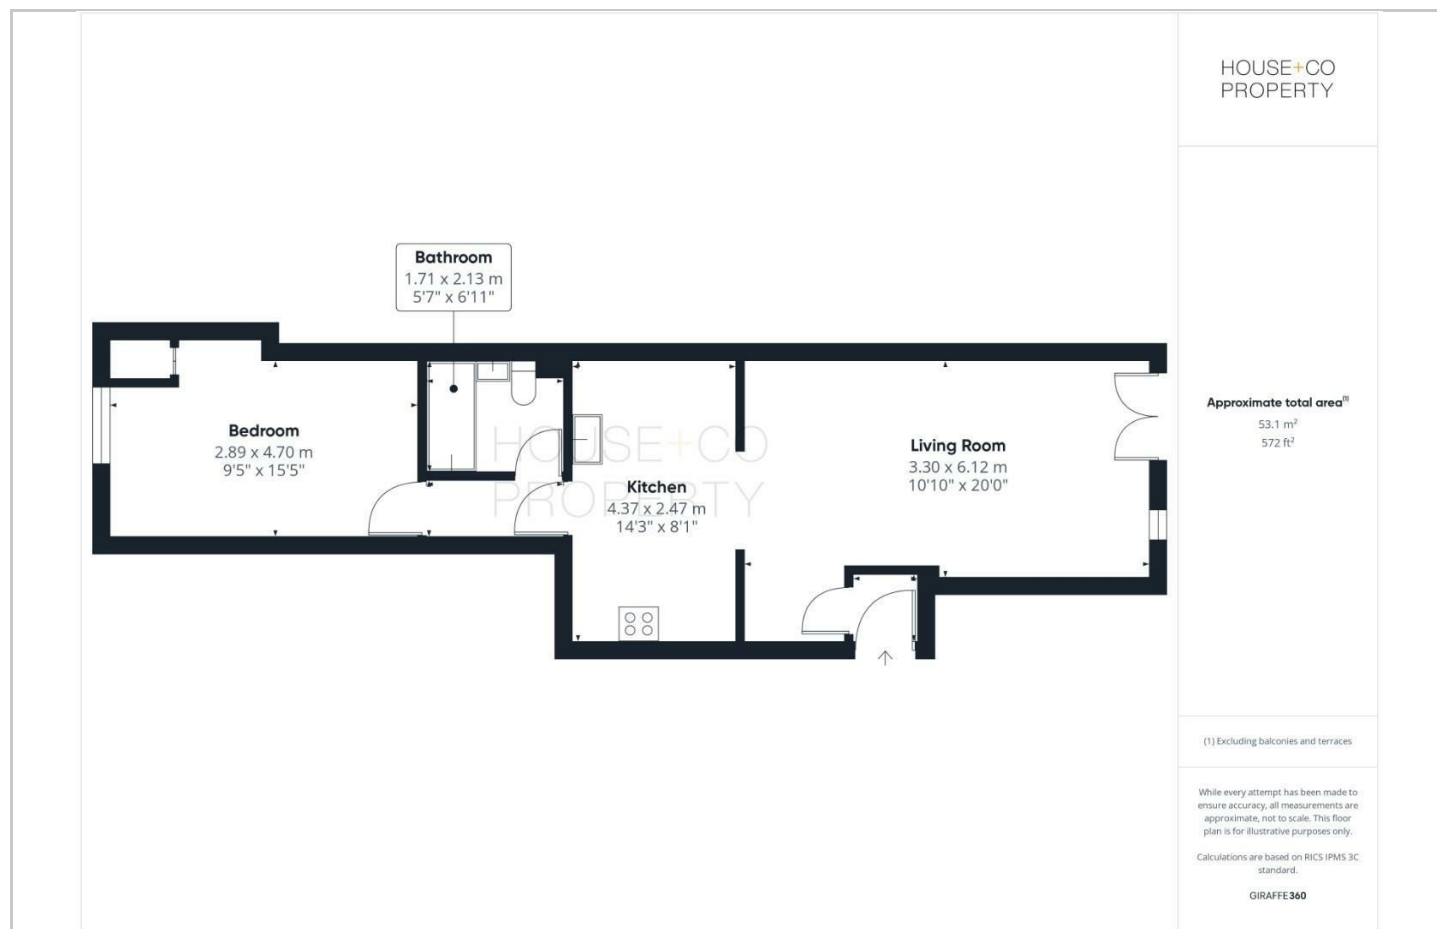 HOUSE+CO
PROPERTY
Bathroom
1.71 x 2.13 m
5'7" x 6'11"
Bedroom
2.89 x 4.70 m
9'5" x 15'5"
HOUSE+CO
PROPERTY
Kitchen
4.37 x 2.47 m
14'3" x 8'1"
Living Room
3.30 x 6.12 m
10'10" x 20'0"
Approximate total area(1)
53.1 m²
572 ft²
(1) Excluding balconies and terraces
While every attempt has been made to
ensure accuracy, all measurements are
approximate, not to scale. This floor
plan is for illustrative purposes only.
Calculations are based on RICS IPMS 3C
standard.
GIRAFFE360